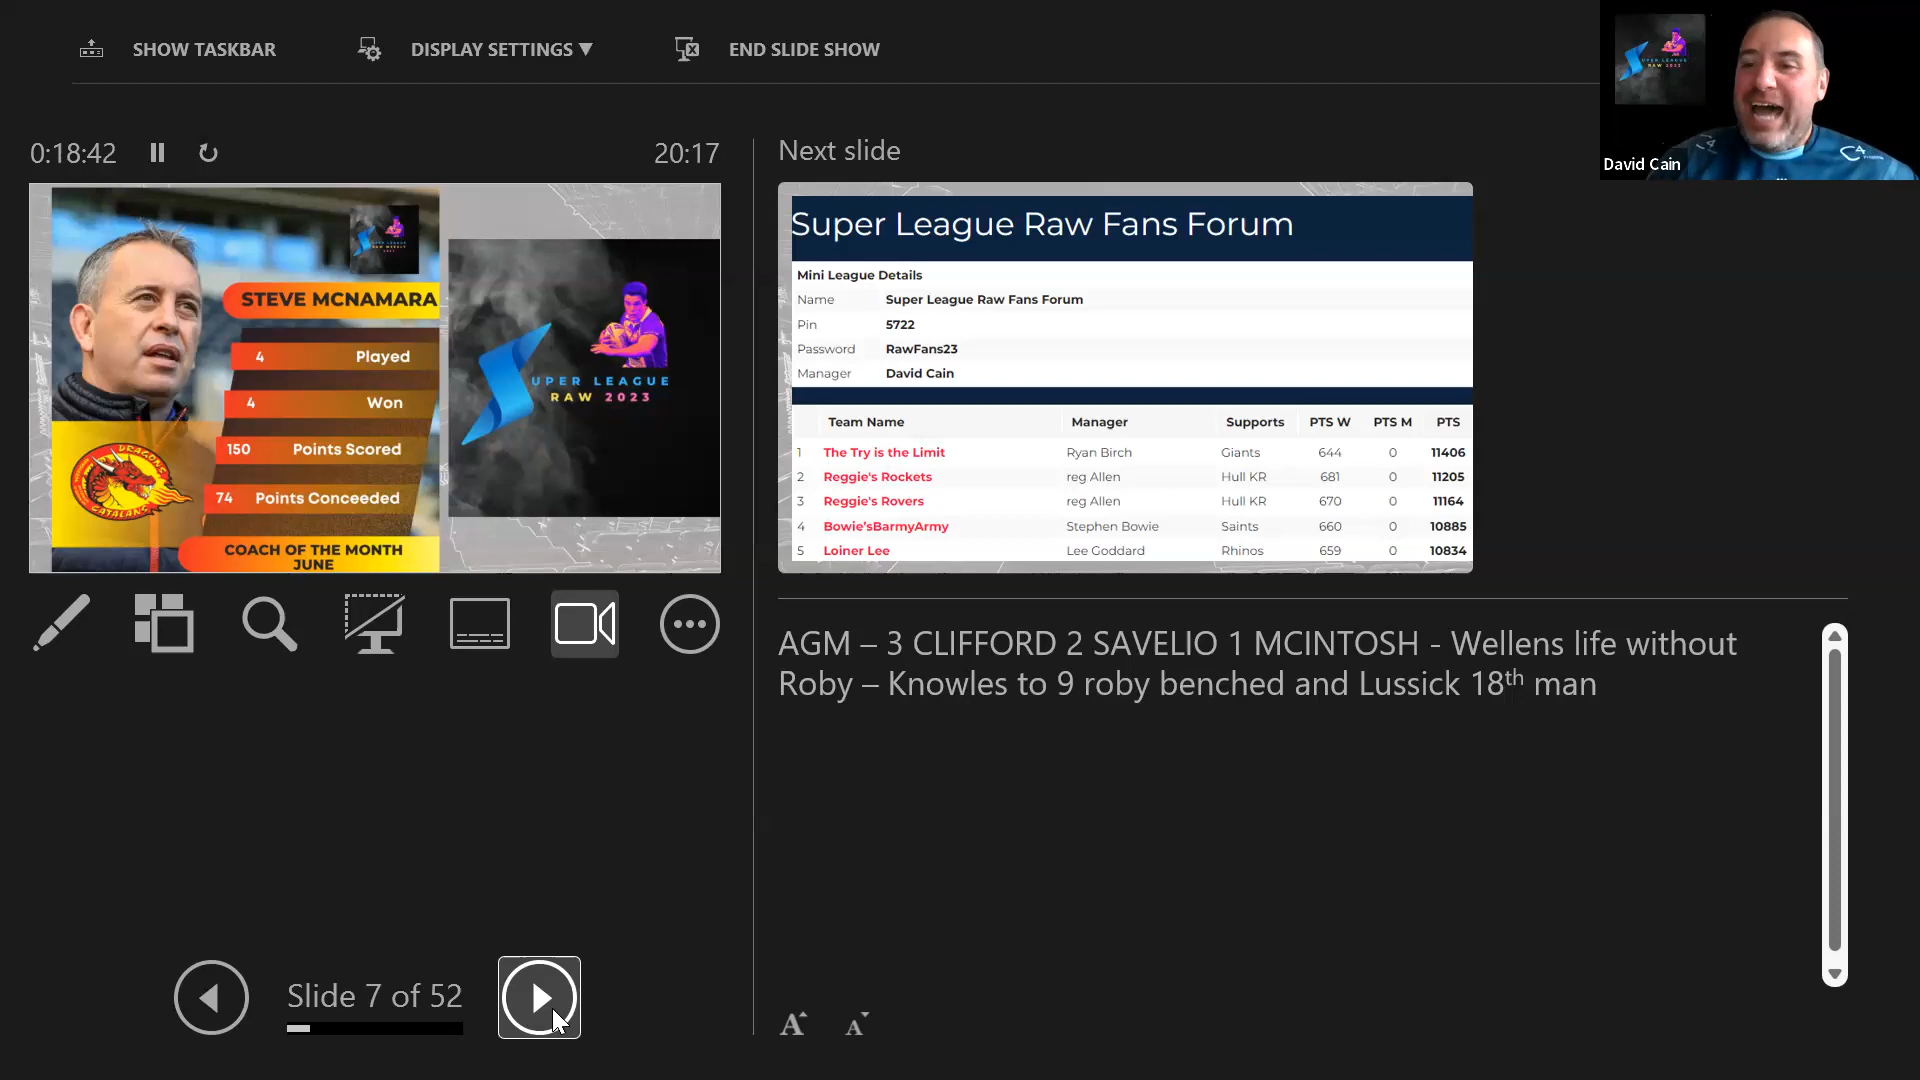 SHOW TASKBAR
DISPLAY SETTINGS ▼
END SLIDE SHOW
David Cain
0:18:42
20:17
STEVE MCNAMARA
4 Played
4 Won
150 Points Scored
74 Points Conceeded
COACH OF THE MONTH
JUNE
DRAGONS
CATALANS
UPER LEAGUE
RAW 2023
Next slide
Super League Raw Fans Forum
Mini League Details
Name Super League Raw Fans Forum
Pin 5722
Password RawFans23
Manager David Cain
Team Name Manager Supports PTS W PTS M PTS
1 The Try is the Limit Ryan Birch Giants 644 0 11406
2 Reggie's Rockets reg Allen Hull KR 681 0 11205
3 Reggie's Rovers reg Allen Hull KR 670 0 11164
4 Bowie'sBarmyArmy Stephen Bowie Saints 660 0 10885
5 Loiner Lee Lee Goddard Rhinos 659 0 10834
AGM – 3 CLIFFORD 2 SAVELIO 1 MCINTOSH - Wellens life without
Roby – Knowles to 9 roby benched and Lussick 18th man
Slide 7 of 52